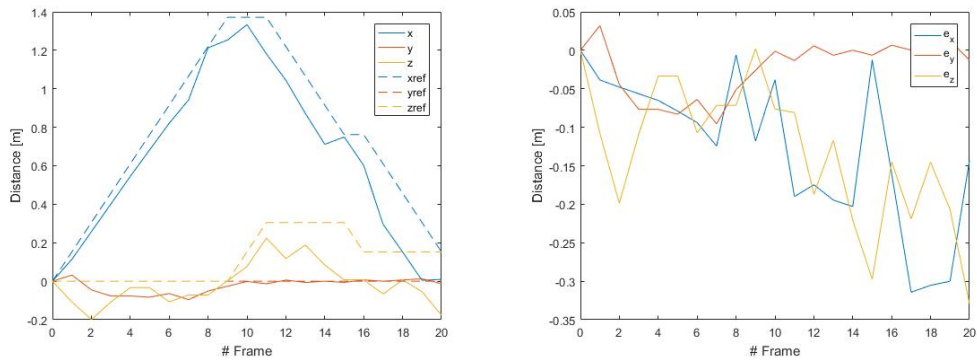 1.4
1.2
1
0.8
0.6
0.4
0.2
0
-0.2
Distance [m]
0 2 4 6 8 10 12 14 16 18 20
# Frame
x
y
z
xref
yref
zref
0.05
0
-0.05
-0.1
-0.15
-0.2
-0.25
-0.3
-0.35
Distance [m]
0 2 4 6 8 10 12 14 16 18 20
# Frame
e_x
e_y
e_z